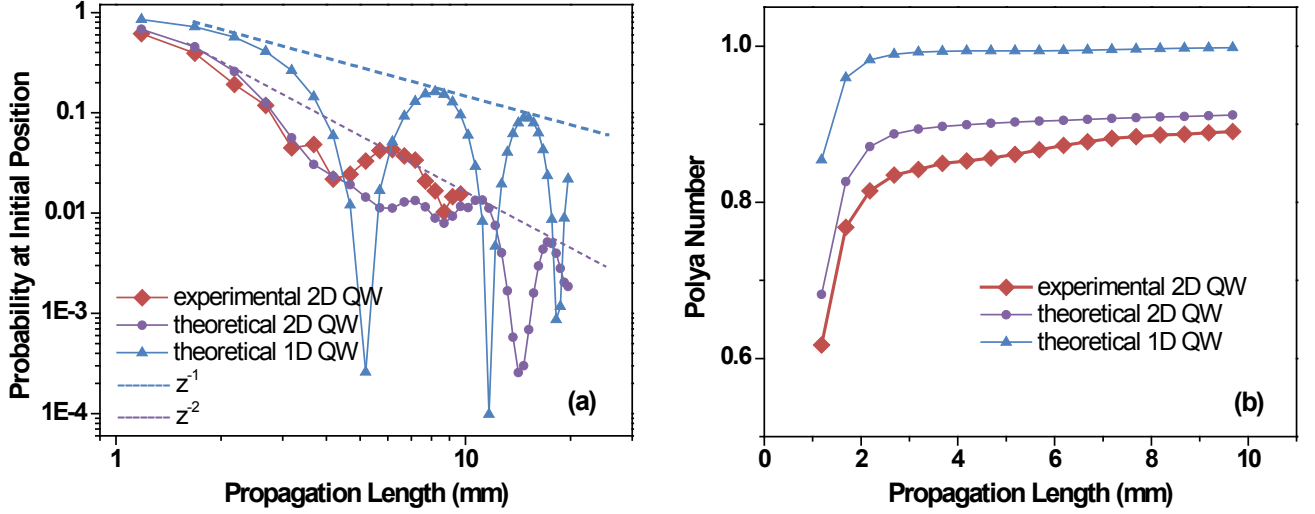 Probability at Initial Position
1
0.1
0.01
1E-3
1E-4
experimental 2D QW
theoretical 2D QW
theoretical 1D QW
z⁻¹
z⁻²
(a)
1
10
Propagation Length (mm)
Polya Number
1.0
0.8
0.6
experimental 2D QW
theoretical 2D QW
theoretical 1D QW
(b)
0
2
4
6
8
10
Propagation Length (mm)